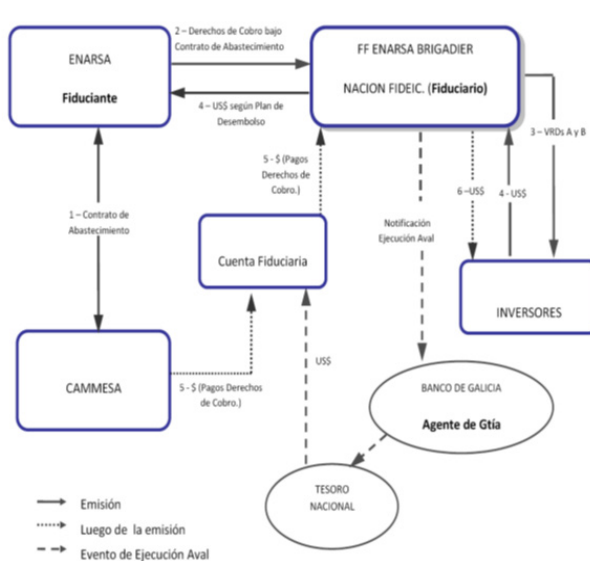 2 – Derechos de Cobro bajo
Contrato de Abastecimiento
ENARSA
Fiduciante
FF ENARSA BRIGADIER
NACION FIDEIC. (Fiduciario)
4 – US$ según Plan de
Desembolso
3 – VRDs A y B
5 - $ (Pagos
Derechos de
Cobro.)
6 –US$
4 - US$
1 – Contrato de
Abastecimiento
Notificación
Ejecución Aval
Cuenta Fiduciaria
INVERSORES
CAMMESA
5 - $ (Pagos Derechos
de Cobro.)
US$
BANCO DE GALICIA
Agente de Gtía
TESORO
NACIONAL
Emisión
Luego de la emisión
Evento de Ejecución Aval